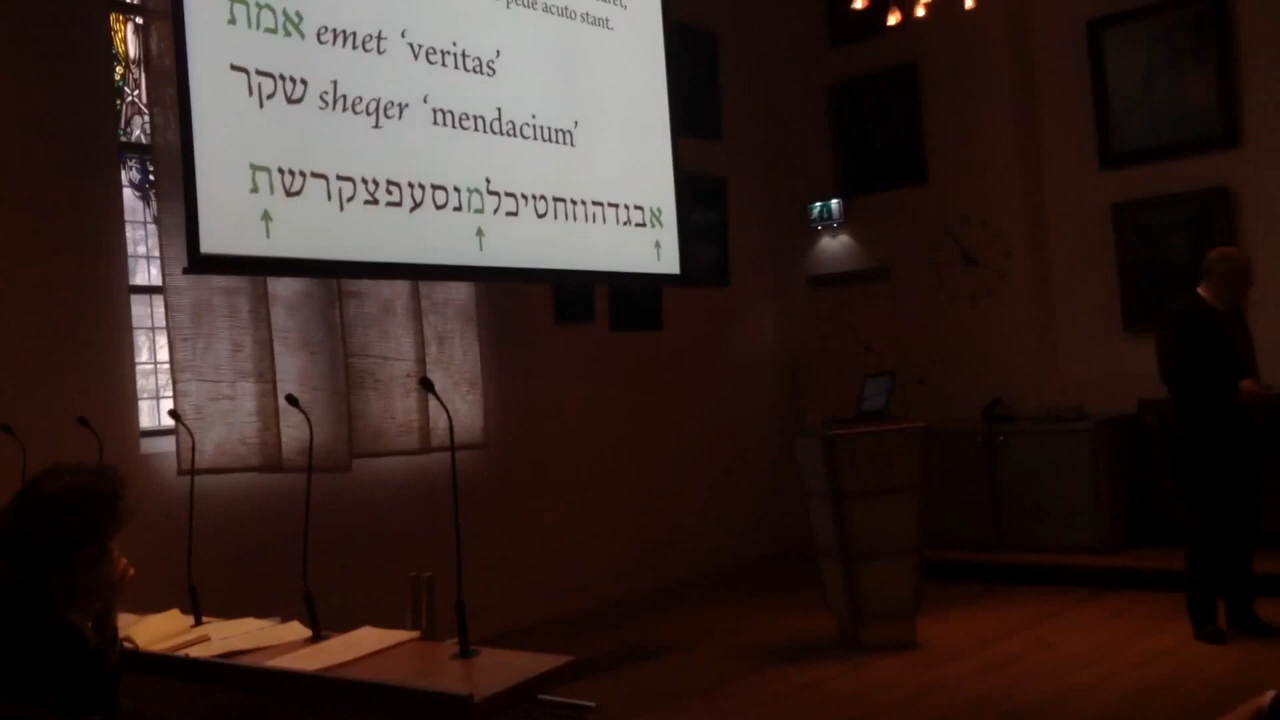 pede acuto stant.
אמת emet ‘veritas’
שקר sheqer ‘mendacium’
אבגדהוזחטיכלמנסעפצקרשת